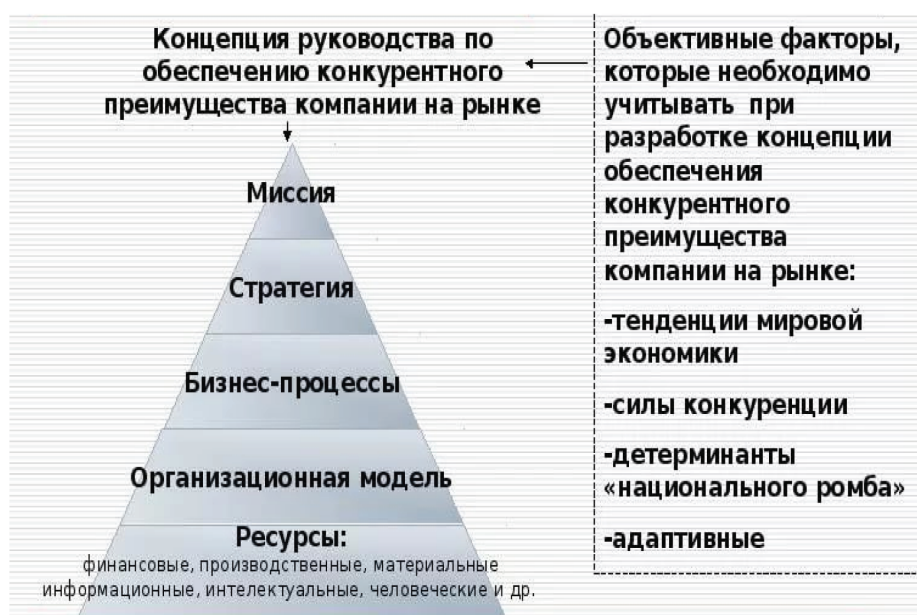 Концепция руководства по
обеспечению конкурентного
преимущества компании на рынке
Миссия
Стратегия
Бизнес-процессы
Организационная модель
Ресурсы:
финансовые, производственные, материальные
информационные, интелектуальные, человеческие и др.
Объективные факторы,
которые необходимо
учитывать при
разработке концепции
обеспечения
конкурентного
преимущества
компании на рынке:
-тенденции мировой
экономики
-силы конкуренции
-детерминанты
«национального ромба»
-адаптивные